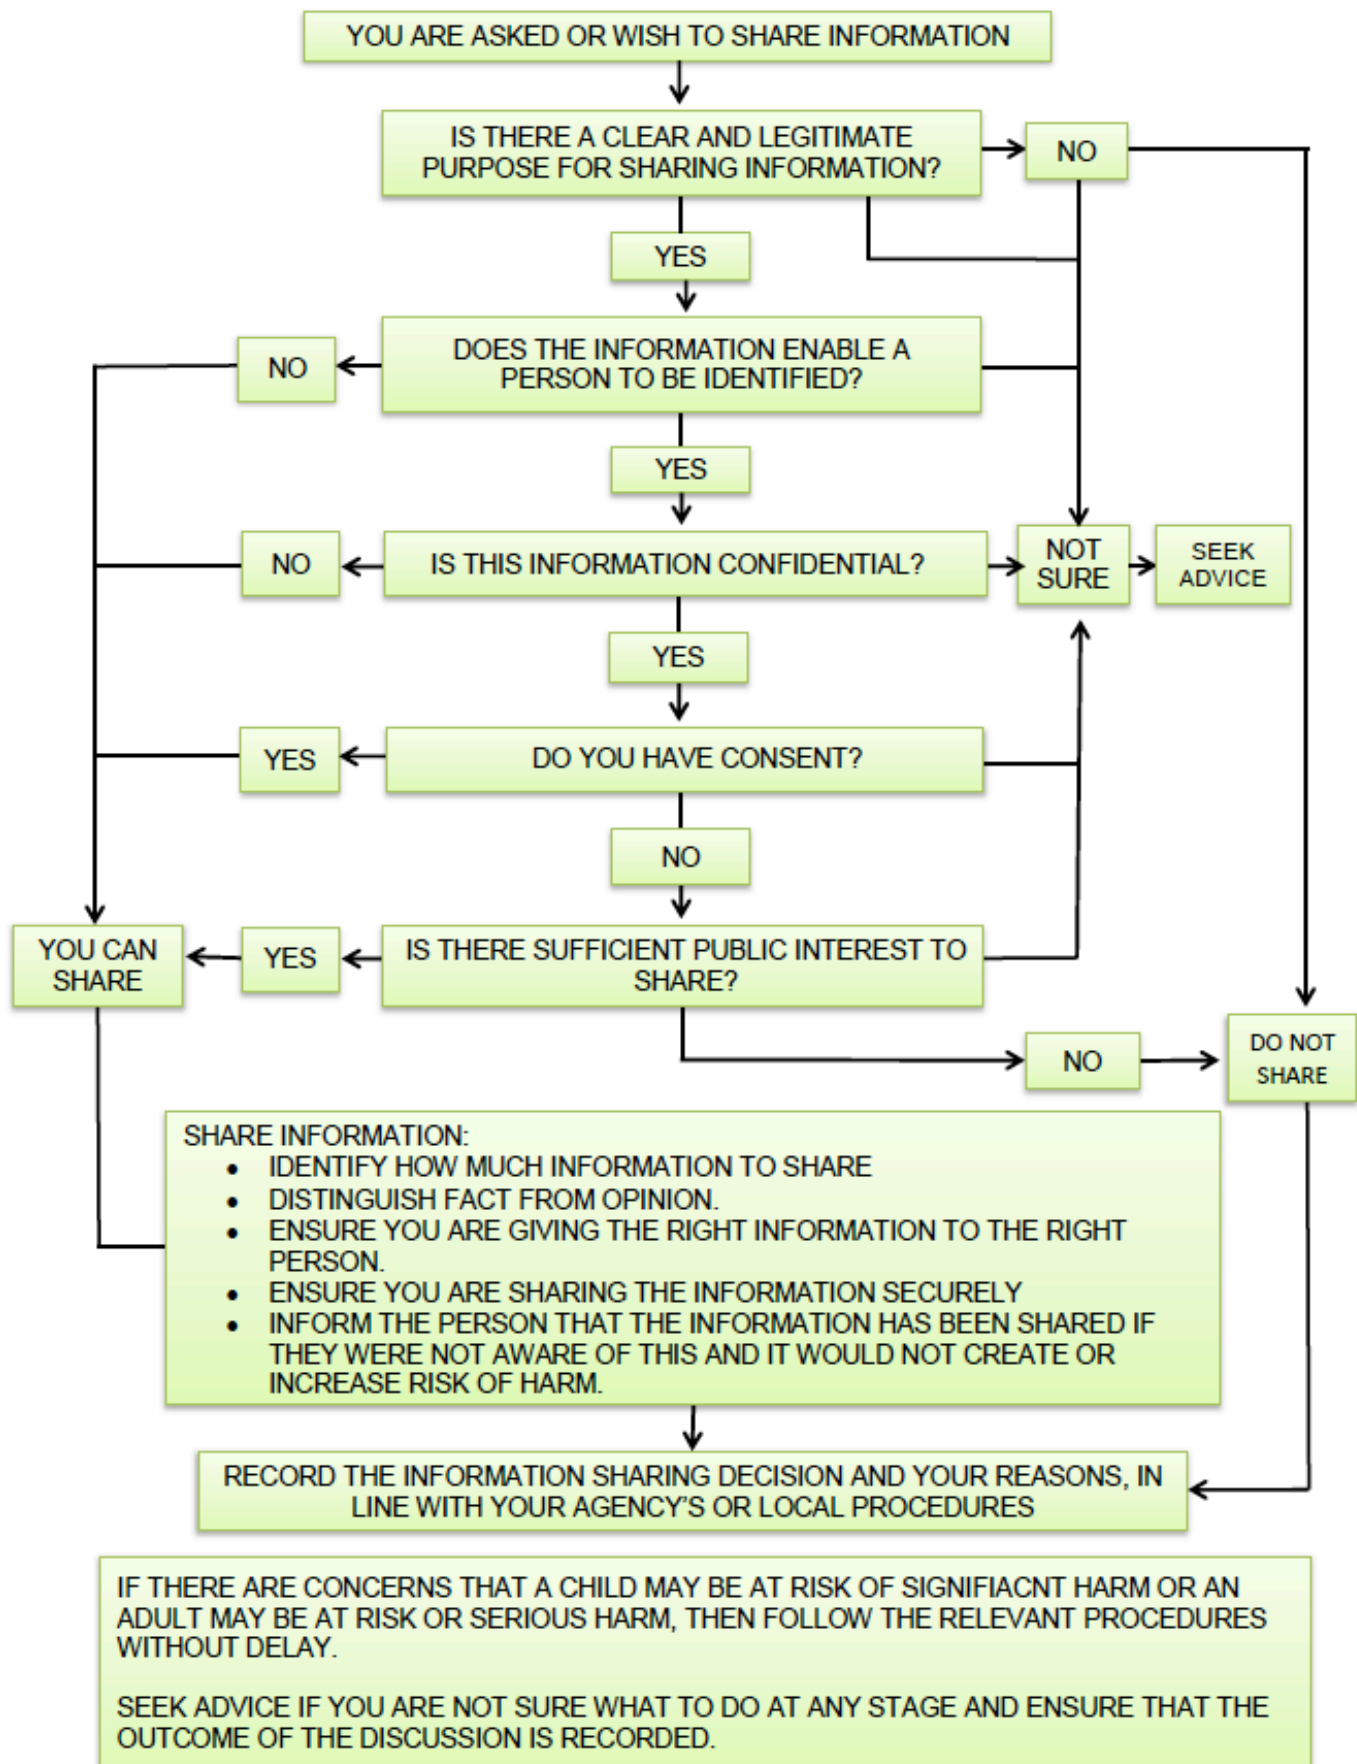 YOU ARE ASKED OR WISH TO SHARE INFORMATION
IS THERE A CLEAR AND LEGITIMATE
PURPOSE FOR SHARING INFORMATION?
NO
YES
DOES THE INFORMATION ENABLE A
PERSON TO BE IDENTIFIED?
NO
YES
IS THIS INFORMATION CONFIDENTIAL?
NO
NOT
SURE
SEEK
ADVICE
YES
DO YOU HAVE CONSENT?
YES
NO
IS THERE SUFFICIENT PUBLIC INTEREST TO
SHARE?
YES
YOU CAN
SHARE
NO
DO NOT
SHARE
SHARE INFORMATION:
• IDENTIFY HOW MUCH INFORMATION TO SHARE
• DISTINGUISH FACT FROM OPINION.
• ENSURE YOU ARE GIVING THE RIGHT INFORMATION TO THE RIGHT
PERSON.
• ENSURE YOU ARE SHARING THE INFORMATION SECURELY
• INFORM THE PERSON THAT THE INFORMATION HAS BEEN SHARED IF
THEY WERE NOT AWARE OF THIS AND IT WOULD NOT CREATE OR
INCREASE RISK OF HARM.
RECORD THE INFORMATION SHARING DECISION AND YOUR REASONS, IN
LINE WITH YOUR AGENCY'S OR LOCAL PROCEDURES
IF THERE ARE CONCERNS THAT A CHILD MAY BE AT RISK OF SIGNIFIACNT HARM OR AN
ADULT MAY BE AT RISK OR SERIOUS HARM, THEN FOLLOW THE RELEVANT PROCEDURES
WITHOUT DELAY.
SEEK ADVICE IF YOU ARE NOT SURE WHAT TO DO AT ANY STAGE AND ENSURE THAT THE
OUTCOME OF THE DISCUSSION IS RECORDED.